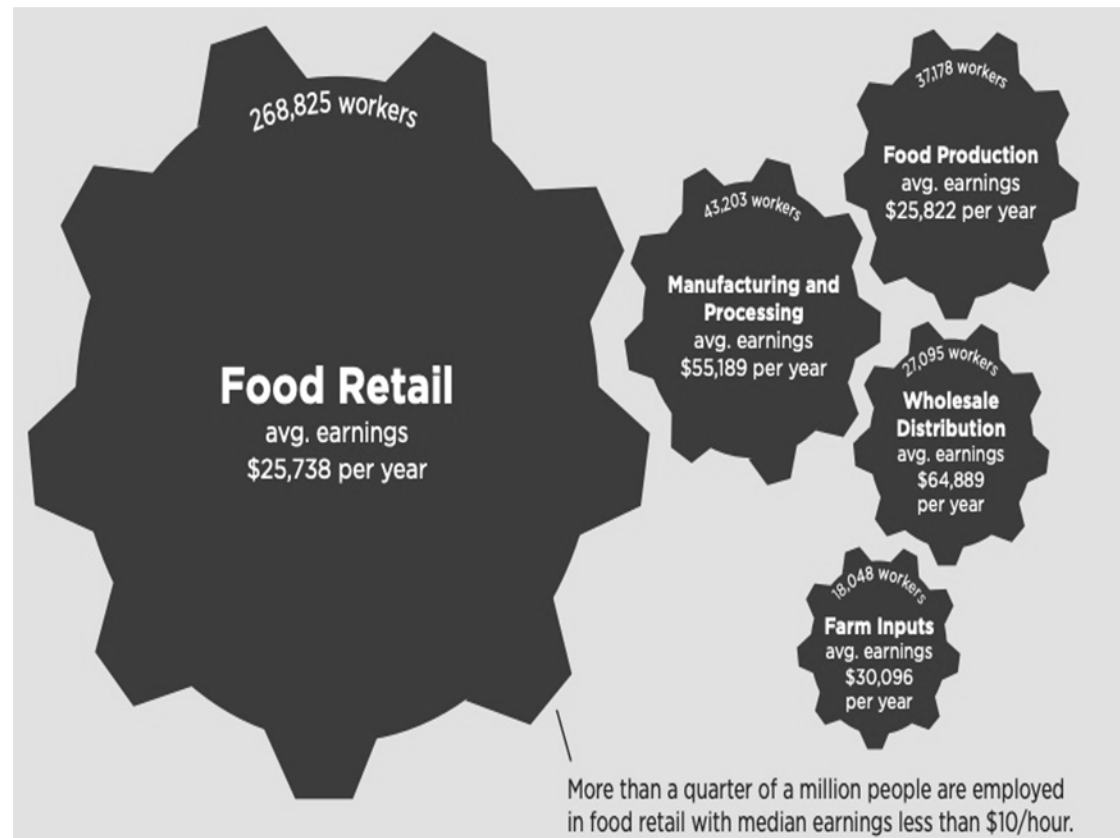 268,825 workers
Food Retail
avg. earnings
$25,738 per year
43,203 workers
Manufacturing and
Processing
avg. earnings
$55,189 per year
37,178 workers
Food Production
avg. earnings
$25,822 per year
27,095 workers
Wholesale
Distribution
avg. earnings
$64,889
per year
18,048 workers
Farm Inputs
avg. earnings
$30,096
per year
More than a quarter of a million people are employed
in food retail with median earnings less than $10/hour.